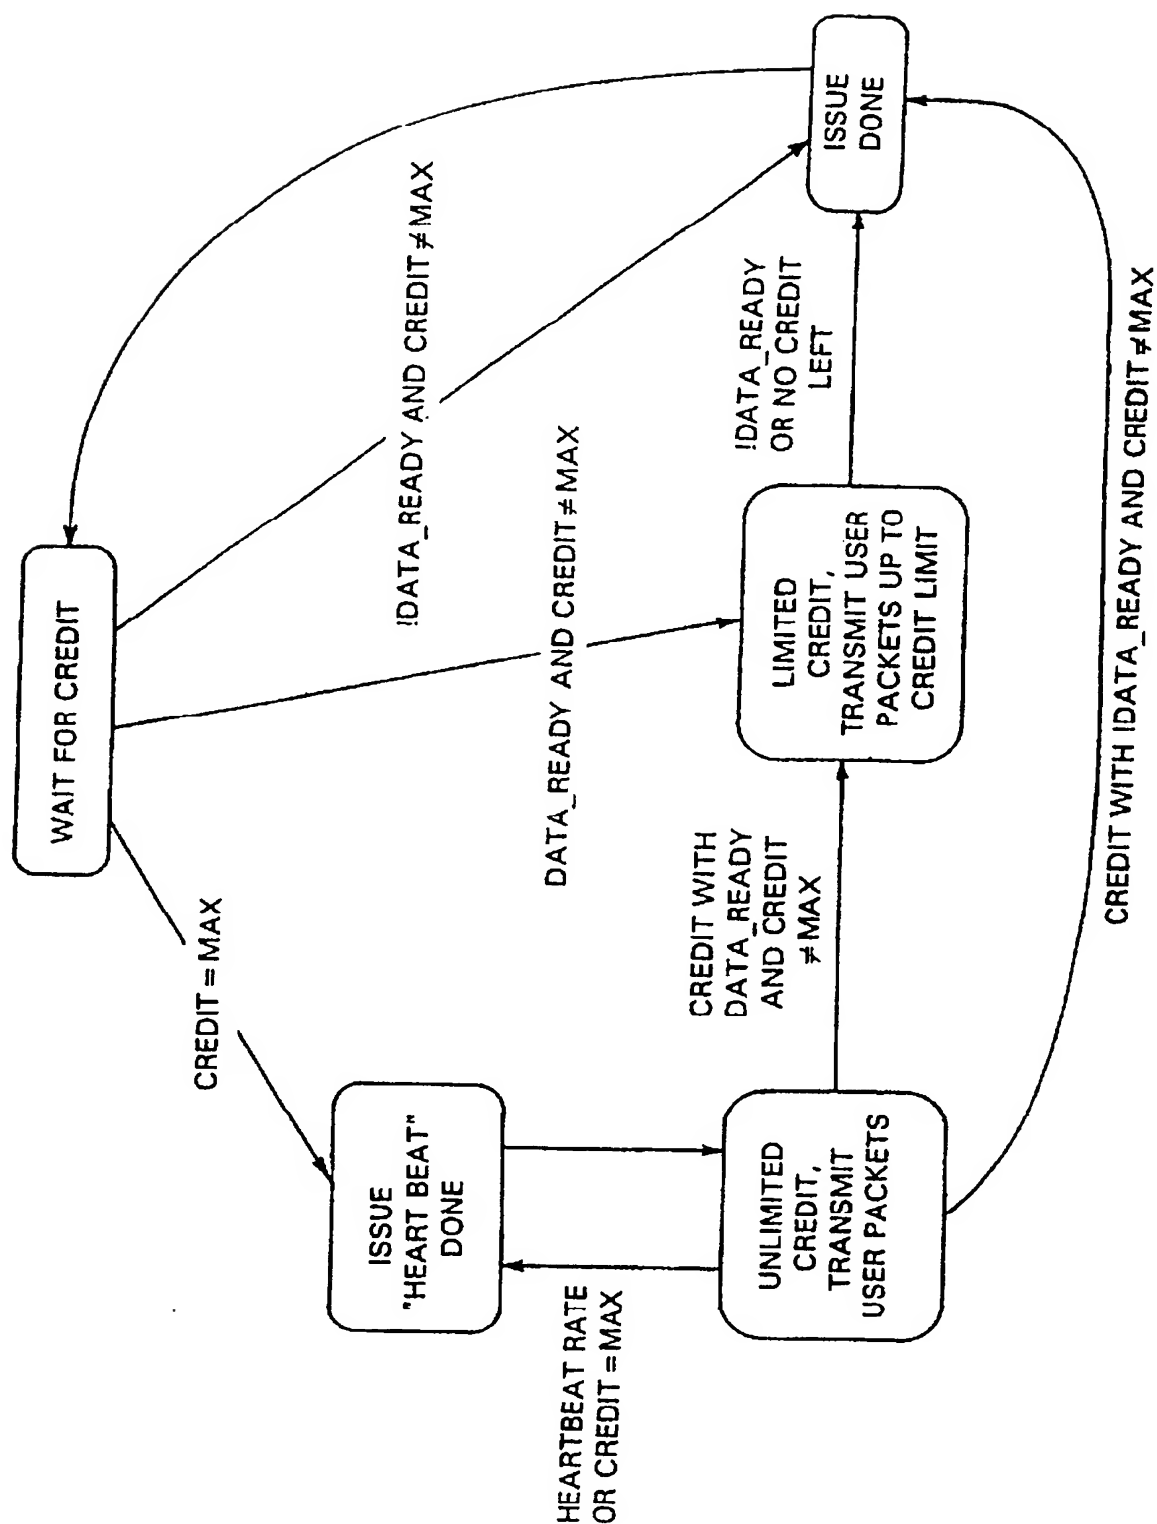 WAIT FOR CREDIT
CREDIT = MAX
ISSUE
"HEART BEAT"
DONE
!DATA_READY AND CREDIT≠MAX
DATA_READY AND CREDIT≠MAX
HEARTBEAT RATE
OR CREDIT=MAX
UNLIMITED
CREDIT,
TRANSMIT
USER PACKETS
CREDIT WITH
DATA_READY
AND CREDIT
≠MAX
LIMITED
CREDIT,
TRANSMIT USER
PACKETS UP TO
CREDIT LIMIT
!DATA_READY
OR NO CREDIT
LEFT
ISSUE
DONE
CREDIT WITH !DATA_READY AND CREDIT≠MAX